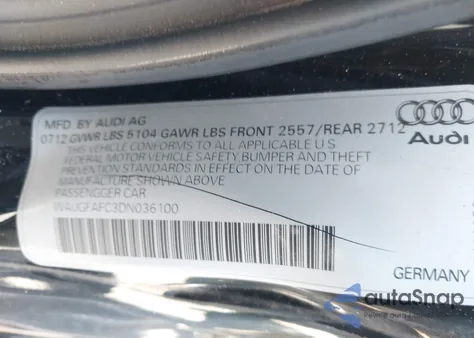 MFD BY AUDI AG
0712 GVWR LBS 5104 GAWR LBS FRONT 2557/REAR 2712
THIS VEHICLE CONFORMS TO ALL APPLICABLE
FEDERAL MOTOR VEHICLE SAFETY, BUMPER AND THEFT
PREVENTION STANDARDS IN EFFECT ON THE DATE OF
MANUFACTURE SHOWN ABOVE
PASSENGER CAR
WAUGFAFC3DN036100
Audi
GERMANY
autoSnap